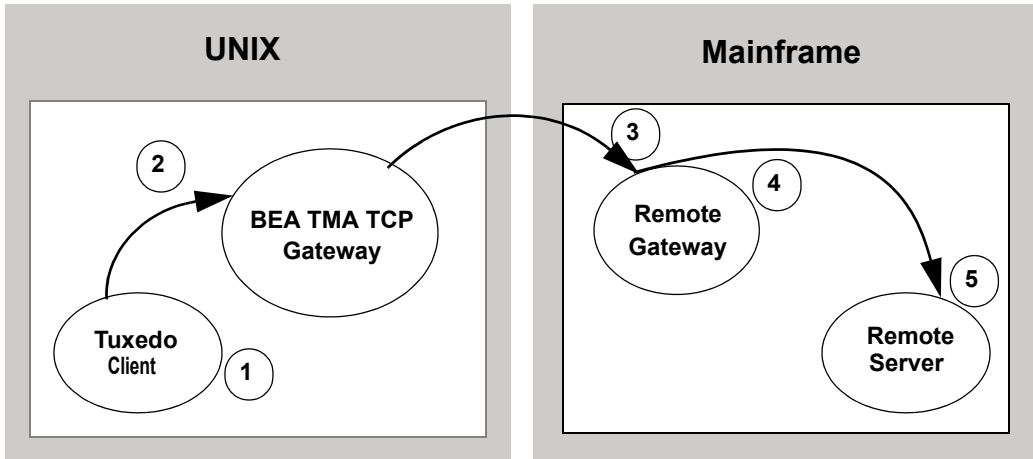 UNIX
2
BEA TMA TCP
Gateway
Tuxedo
Client
1
Mainframe
3
4
Remote
Gateway
5
Remote
Server